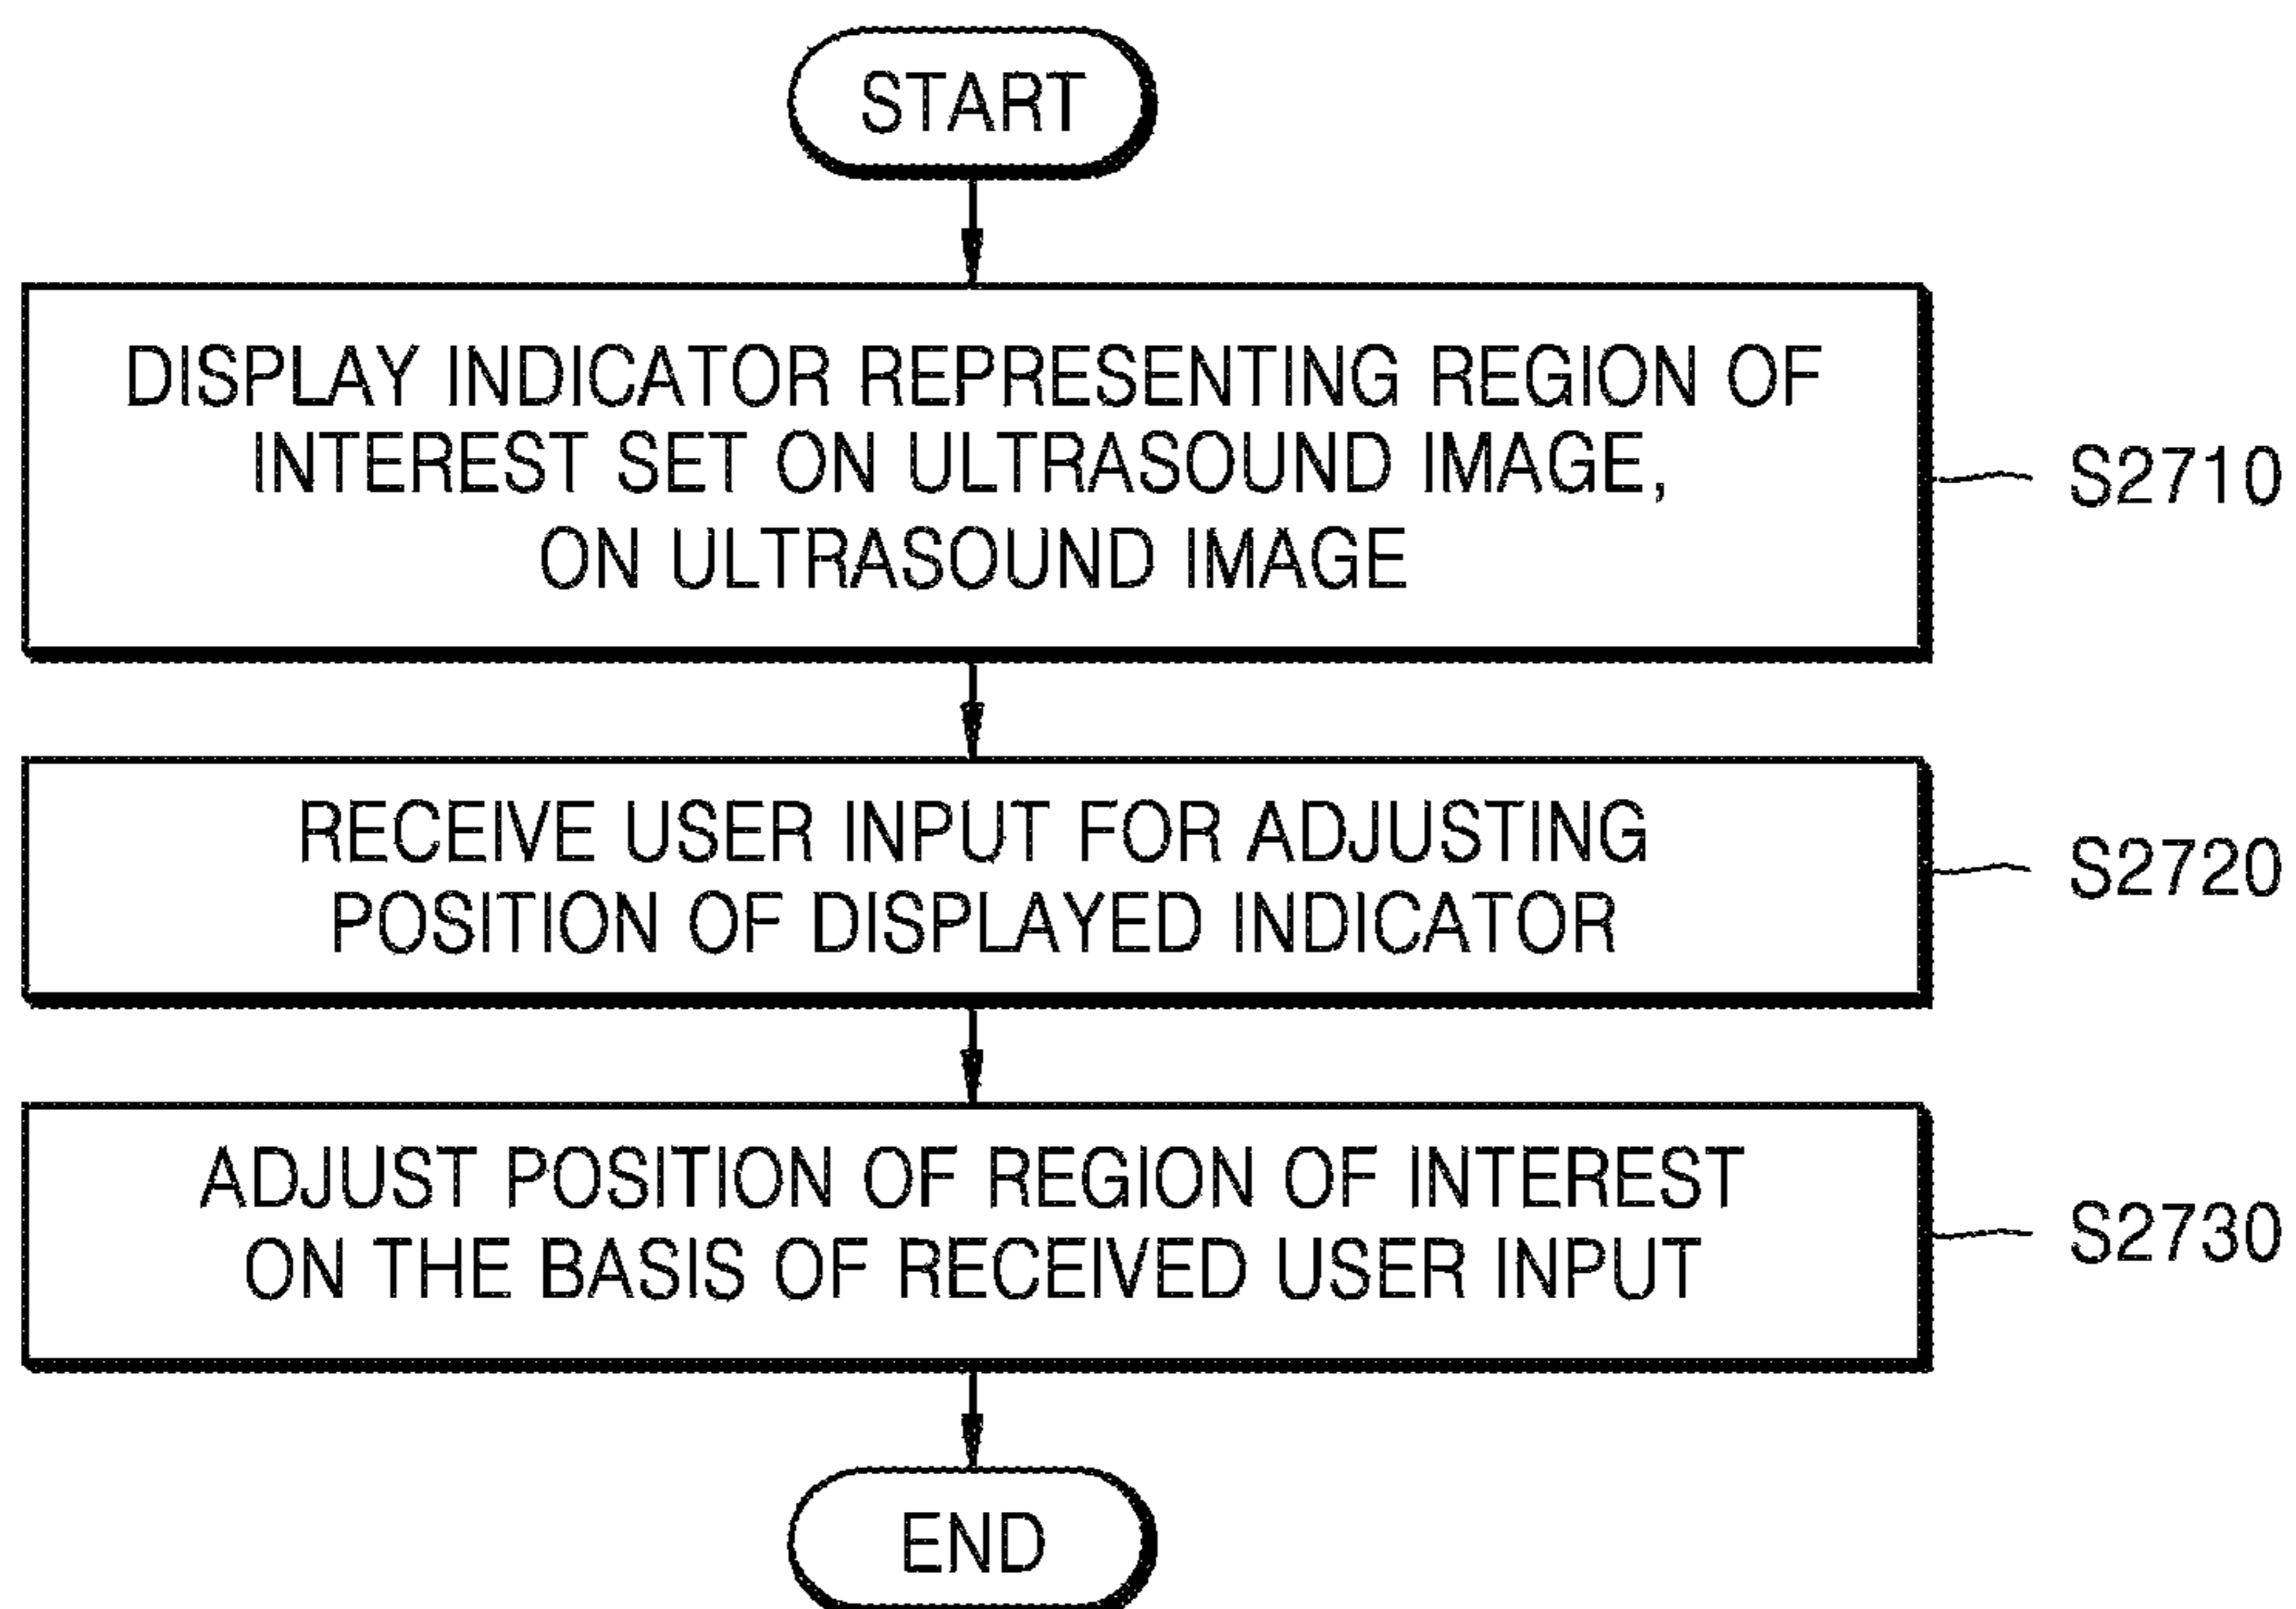 START
DISPLAY INDICATOR REPRESENTING REGION OF
INTEREST SET ON ULTRASOUND IMAGE,
ON ULTRASOUND IMAGE
S2710
RECEIVE USER INPUT FOR ADJUSTING
POSITION OF DISPLAYED INDICATOR
S2720
ADJUST POSITION OF REGION OF INTEREST
ON THE BASIS OF RECEIVED USER INPUT
S2730
END